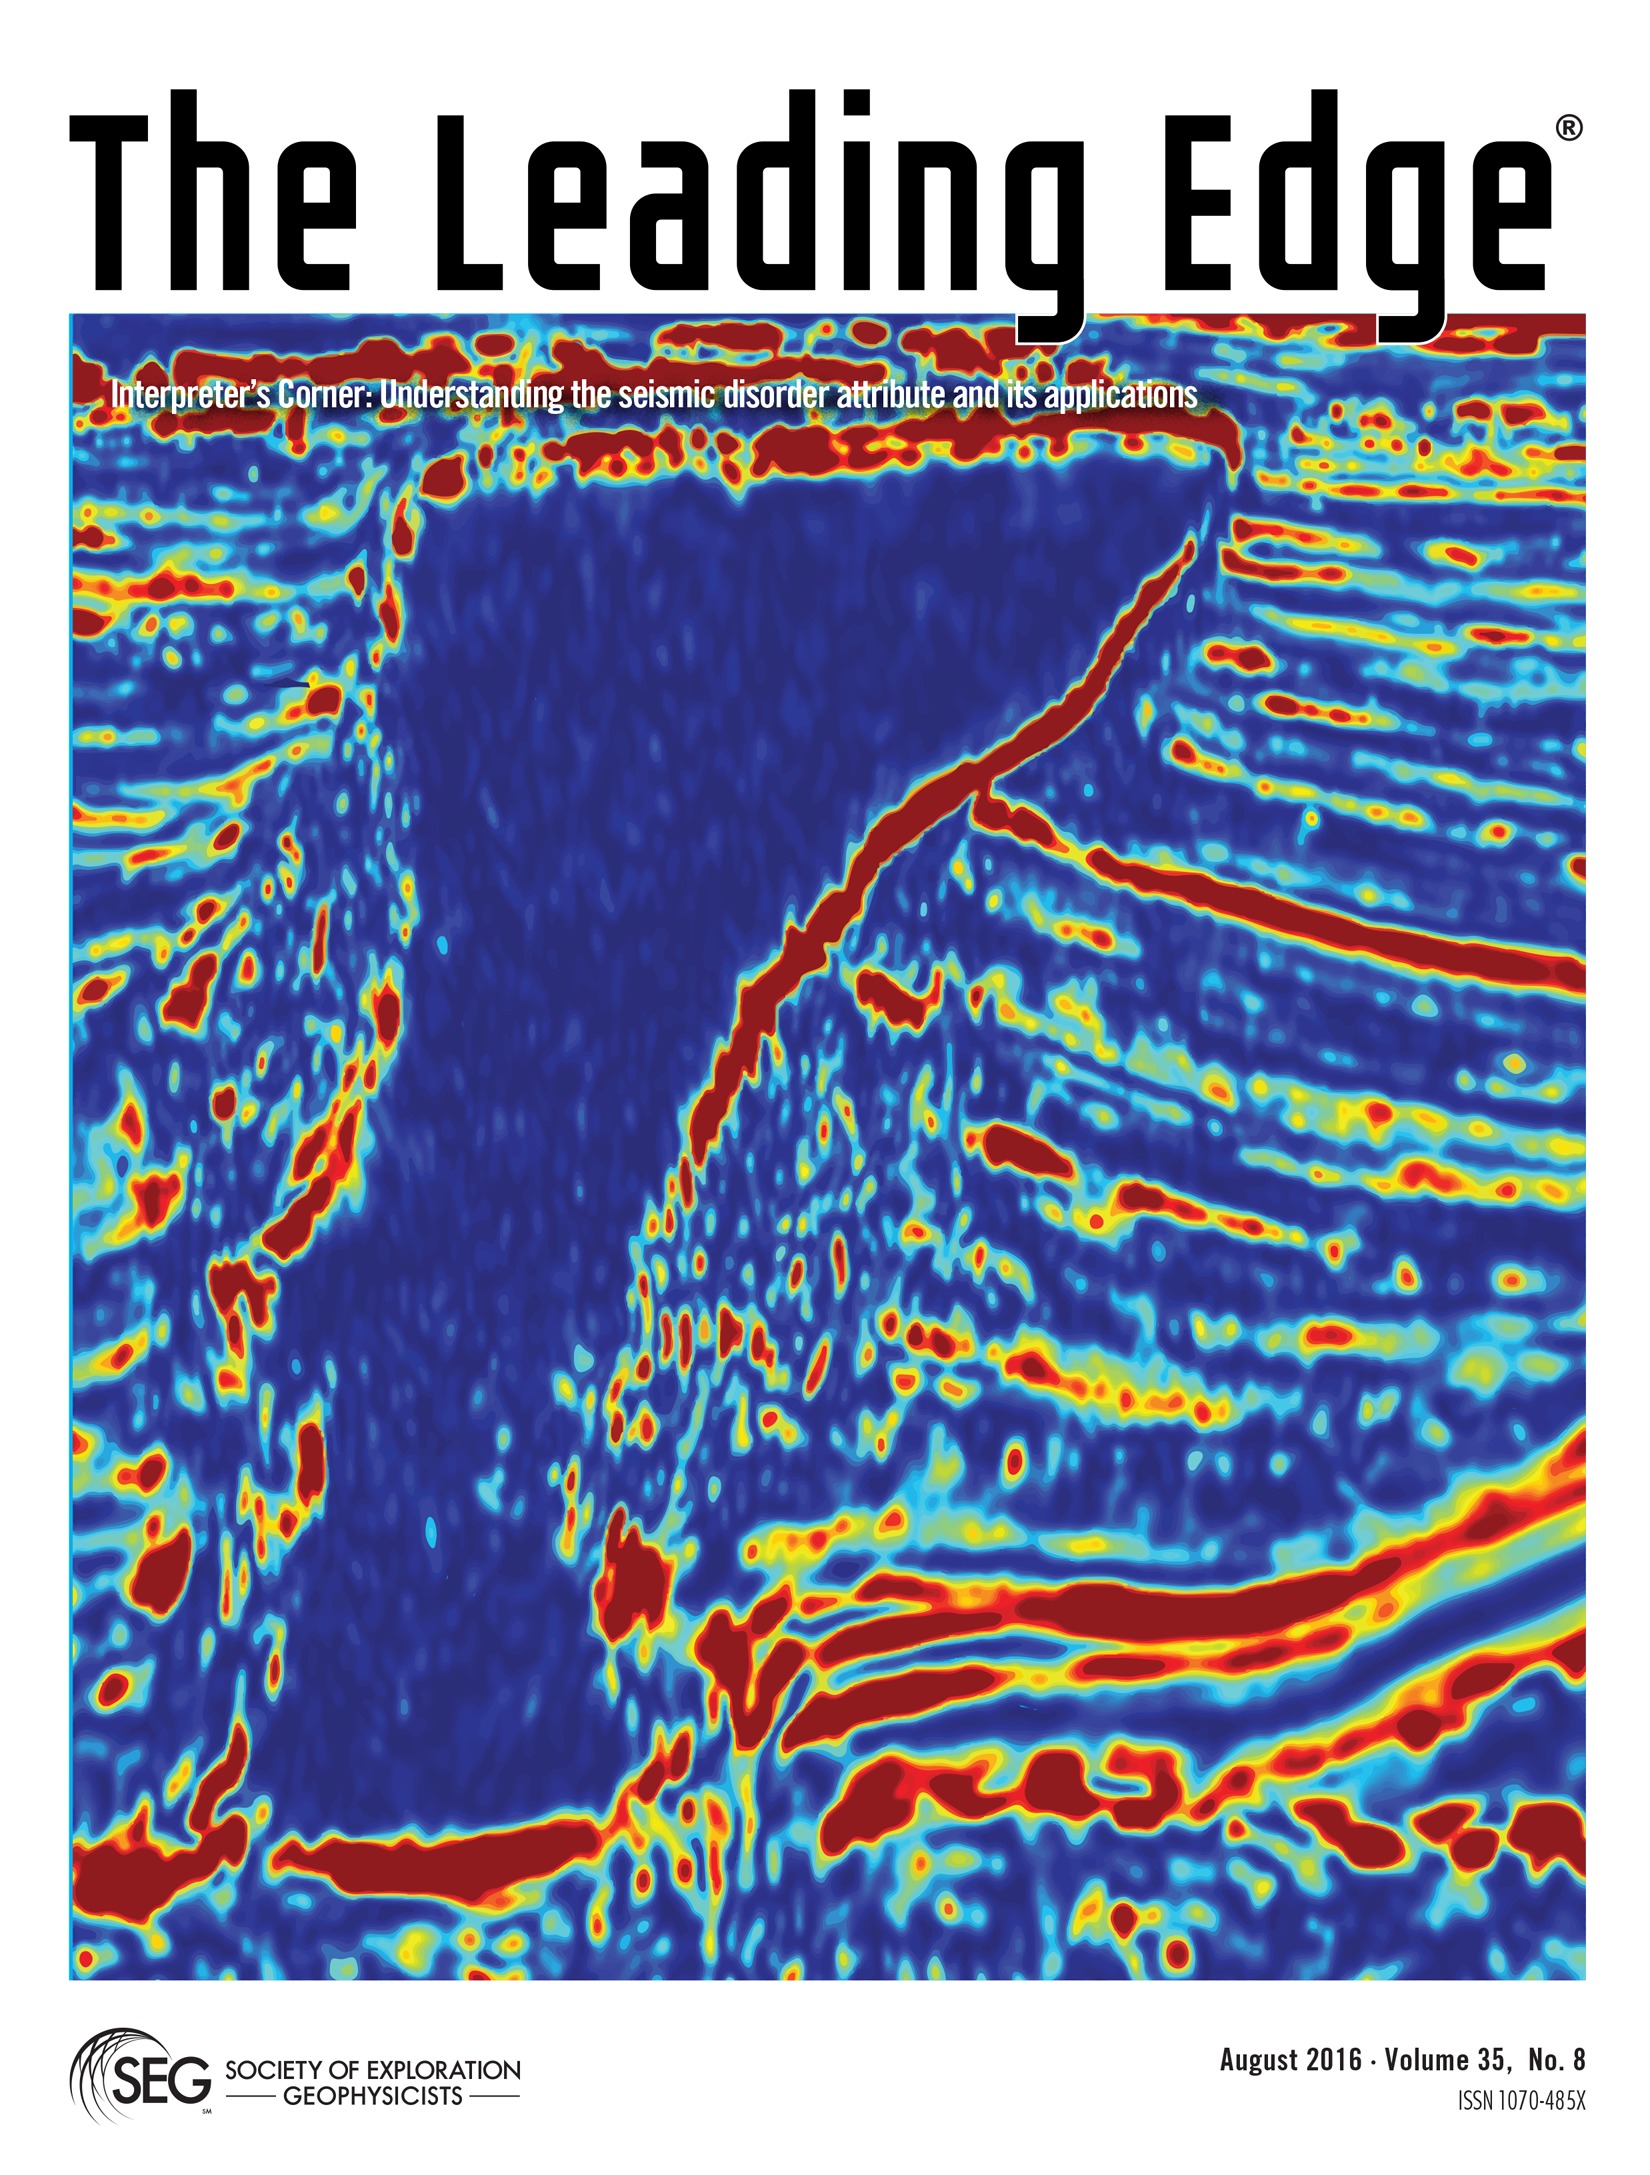 The Leading Edge®
Interpreter's Corner: Understanding the seismic disorder attribute and its applications
SEG℠
SOCIETY OF EXPLORATION
GEOPHYSICISTS
August 2016 · Volume 35, No. 8
ISSN 1070-485X